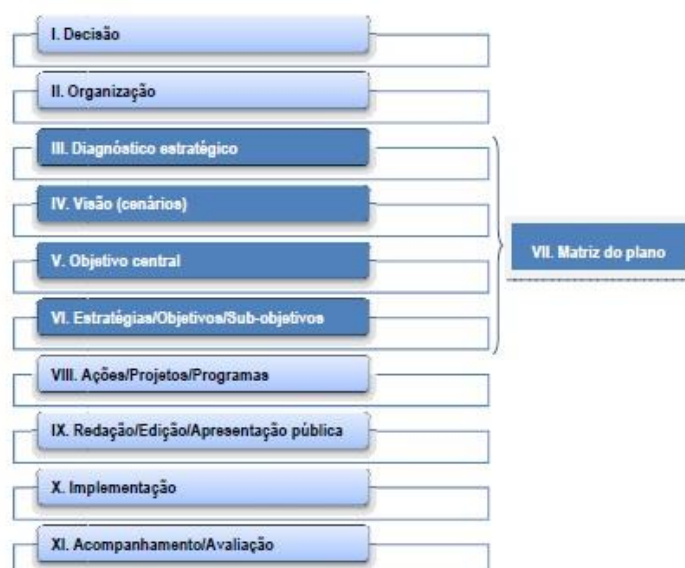 I. Decisão
II. Organização
III. Diagnóstico estratégico
IV. Visão (cenários)
V. Objetivo central
VI. Estratégias/Objetivos/Sub-objetivos
VII. Matriz do plano
VIII. Ações/Projetos/Programas
IX. Redação/Edição/Apresentação pública
X. Implementação
XI. Acompanhamento/Avaliação